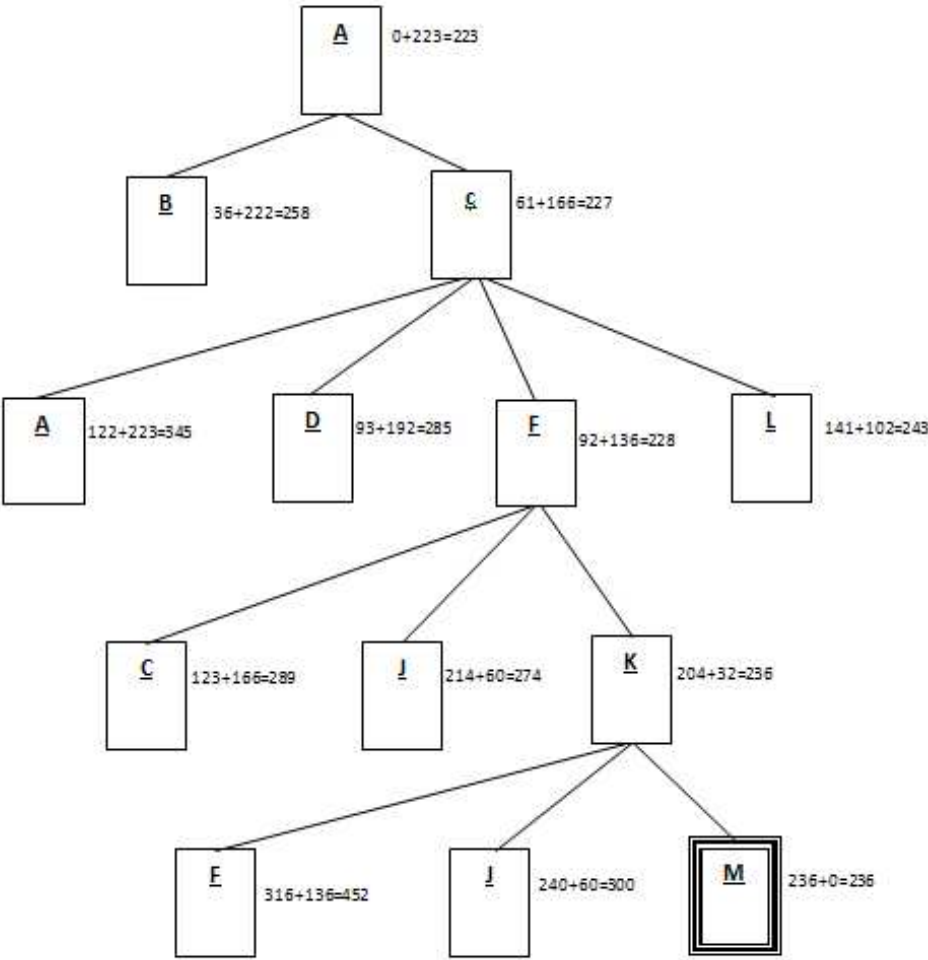 A 0+223=223
B 36+222=258
C 61+166=227
A 122+223=345
D 93+192=285
F 92+136=228
L 141+102=243
C 123+166=289
J 214+60=274
K 204+32=236
F 316+136=452
J 240+60=300
M 236+0=236